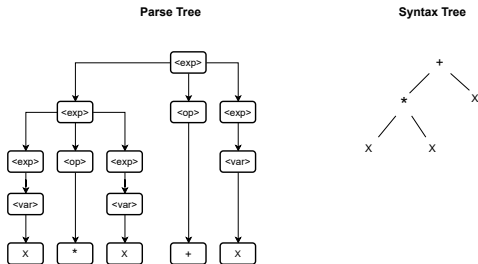 Parse Tree Syntax Tree
<exp> +
<exp> <op> <exp> * X
<exp> <op> <exp> <var> X X
<var> <var>
X * X + X